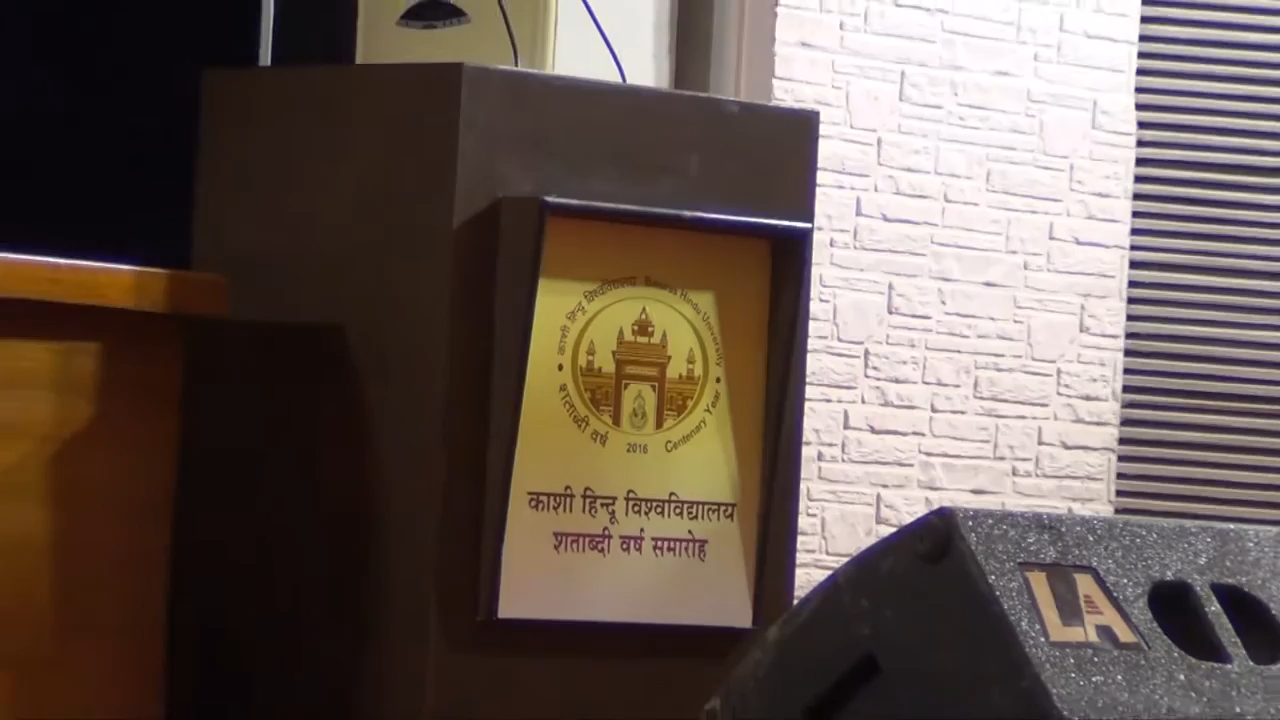 काशी हिन्दू विश्वविद्यालय Banaras Hindu University
शताब्दी वर्ष 2016 Centenary Year
काशी हिन्दू विश्वविद्यालय
शताब्दी वर्ष समारोह
LA